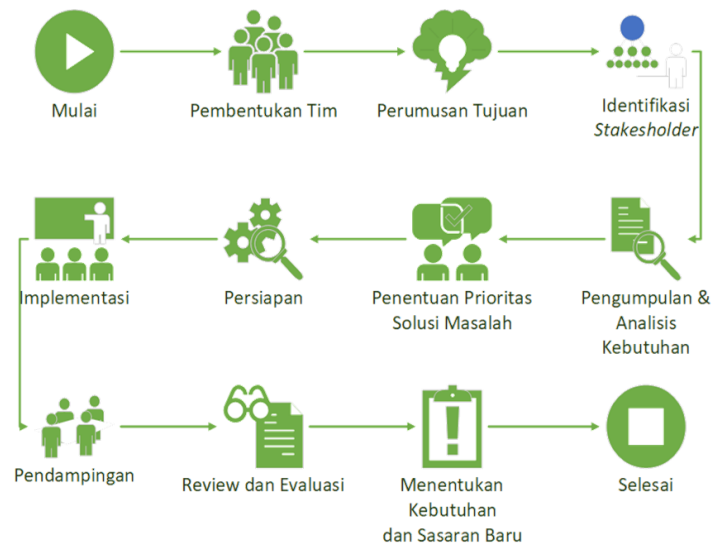 Mulai
Pembentukan Tim
Perumusan Tujuan
Identifikasi
Stakesholder
Implementasi
Persiapan
Penentuan Prioritas
Solusi Masalah
Pengumpulan &
Analisis
Kebutuhan
Pendampingan
Review dan Evaluasi
Menentukan
Kebutuhan
dan Sasaran Baru
Selesai